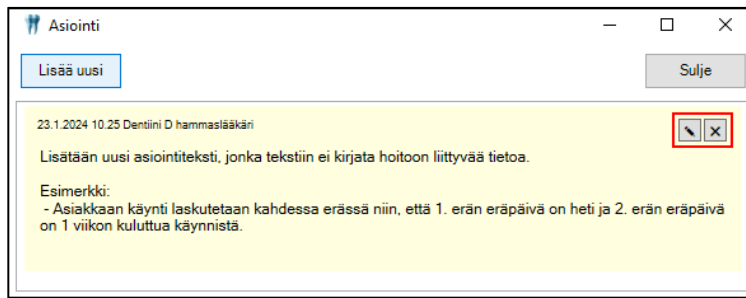 Asiointi
Lisää uusi
Sulje
23.1.2024 10.25 Dentiini D hammaslääkäri
Lisätään uusi asiointiteksti, jonka tekstiin ei kirjata hoitoon liittyvää tietoa.
Esimerkki:
- Asiakkaan käynti laskutetaan kahdessa erässä niin, että 1. erän eräpäivä on heti ja 2. erän eräpäivä
on 1 viikon kuluttua käynnistä.